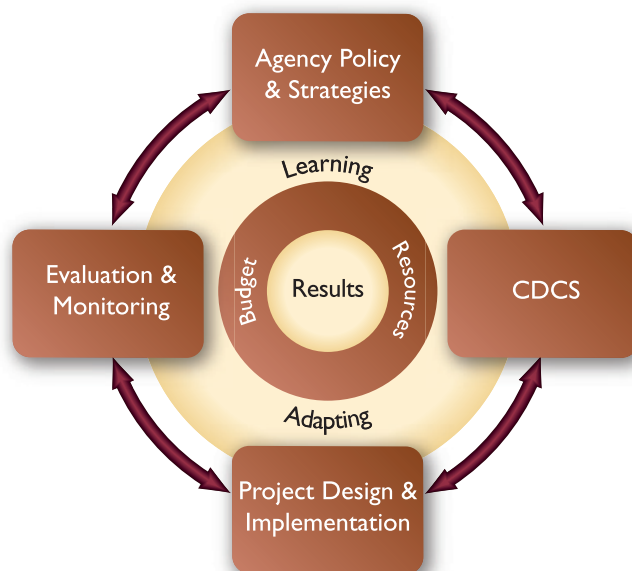 Agency Policy
& Strategies
Learning
Evaluation &
Monitoring
Budget
Results
Resources
CDCS
Adapting
Project Design &
Implementation